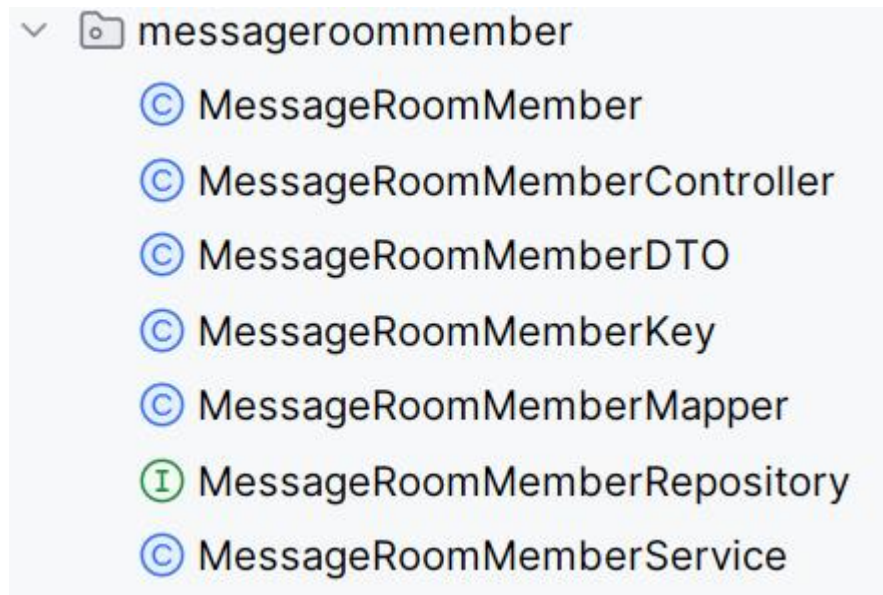 messageroommember
C MessageRoomMember
C MessageRoomMemberController
C MessageRoomMemberDTO
C MessageRoomMemberKey
C MessageRoomMemberMapper
I MessageRoomMemberRepository
C MessageRoomMemberService